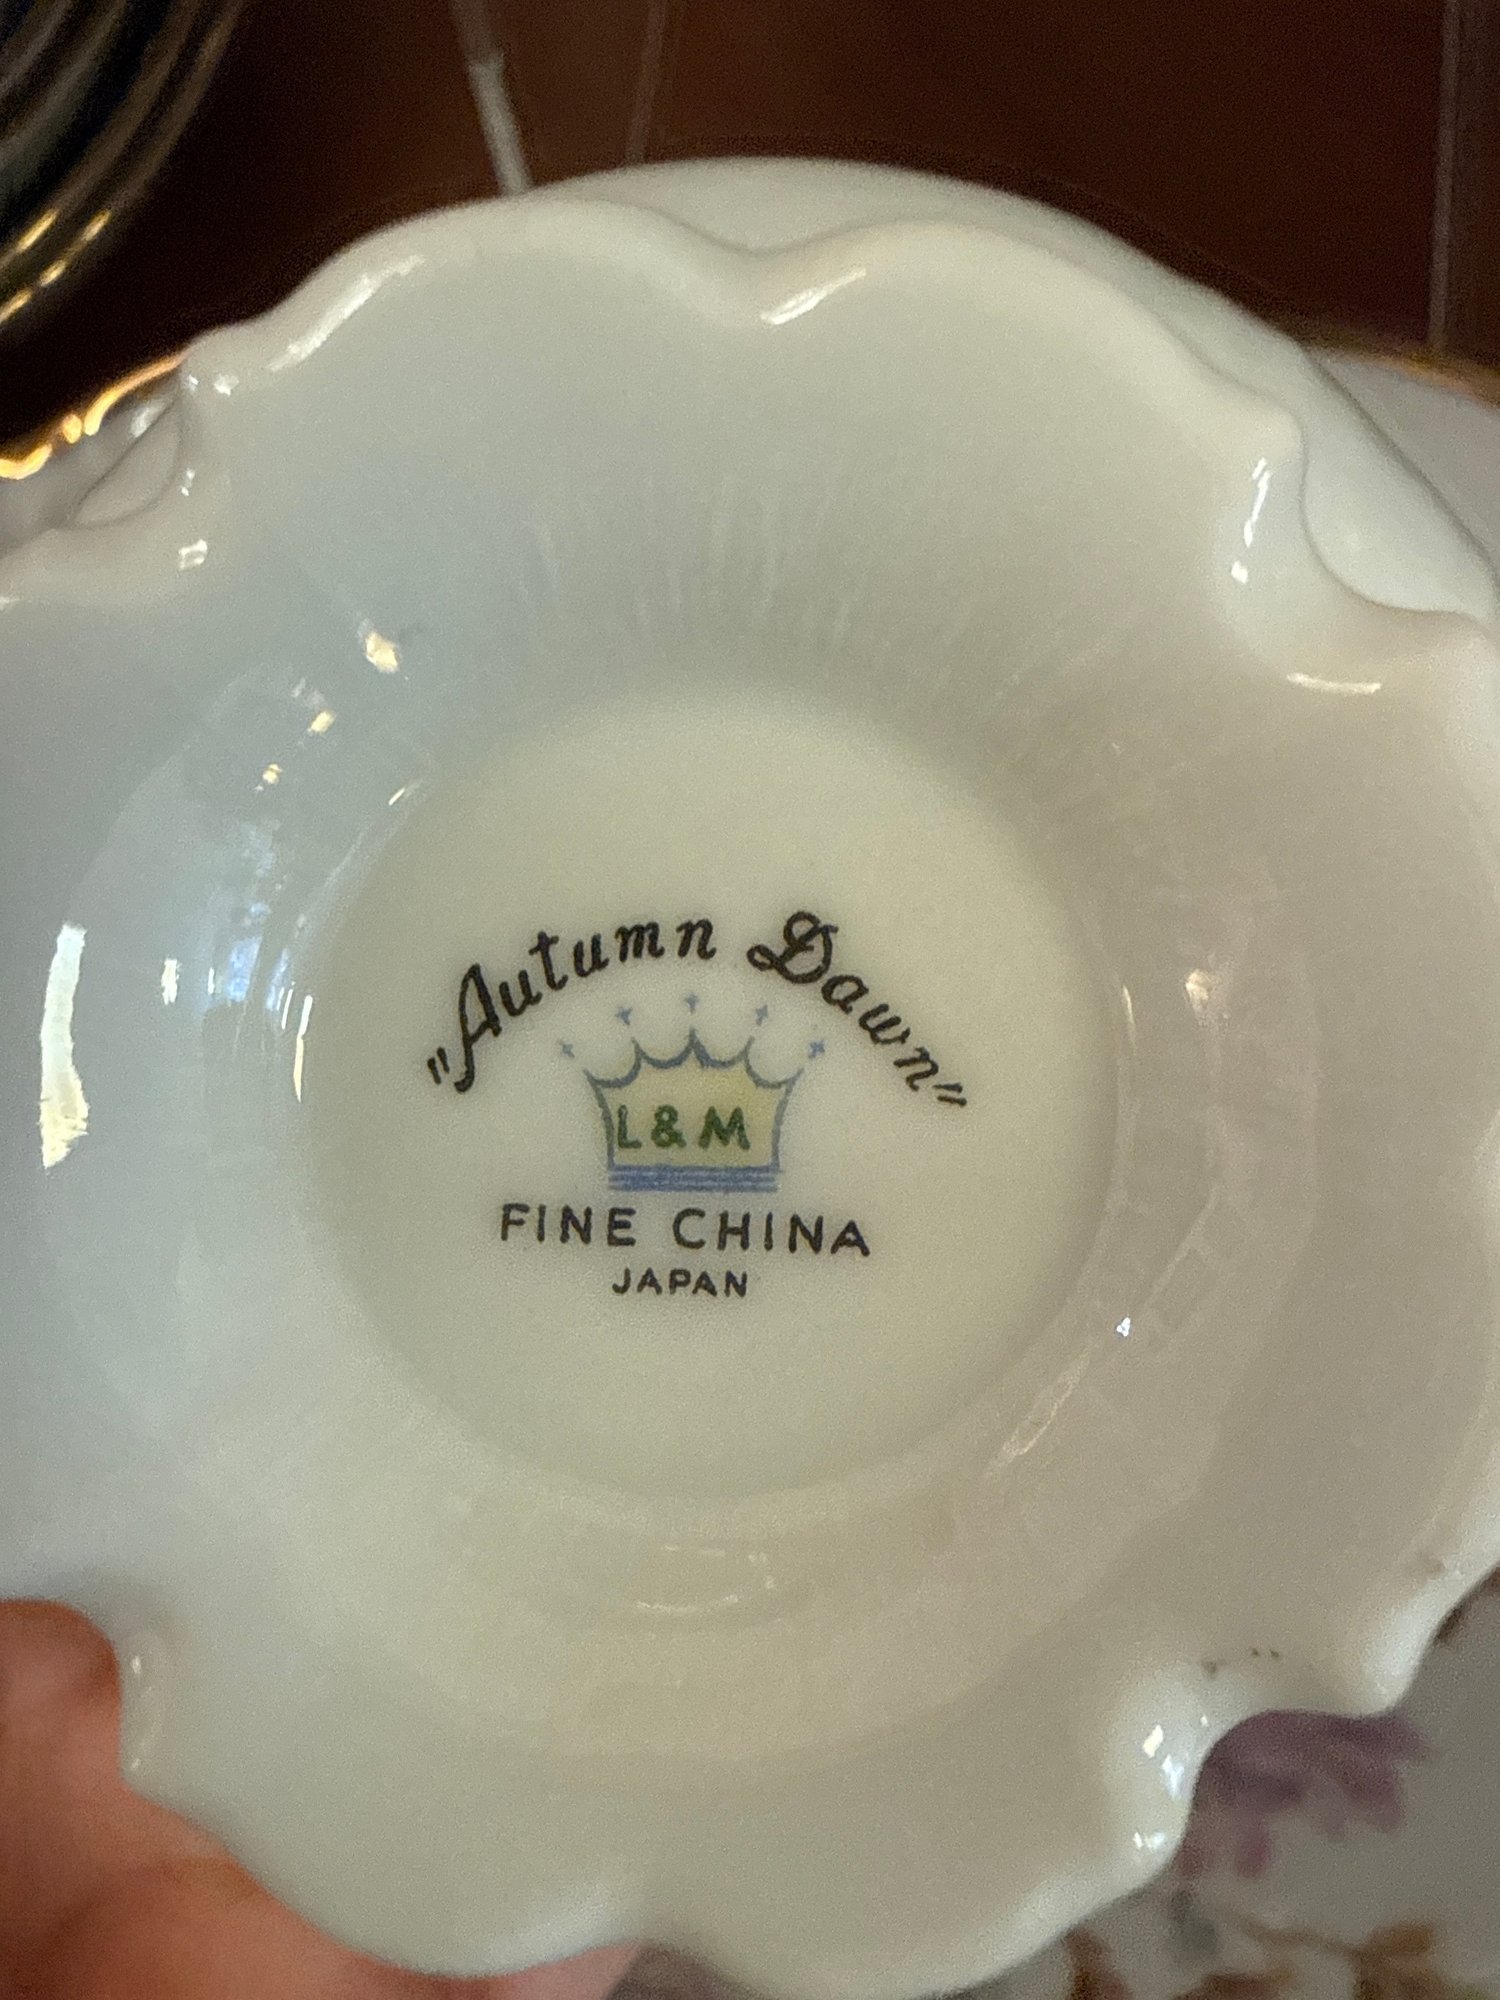 "Autumn Dawn"
L & M
FINE CHINA
JAPAN